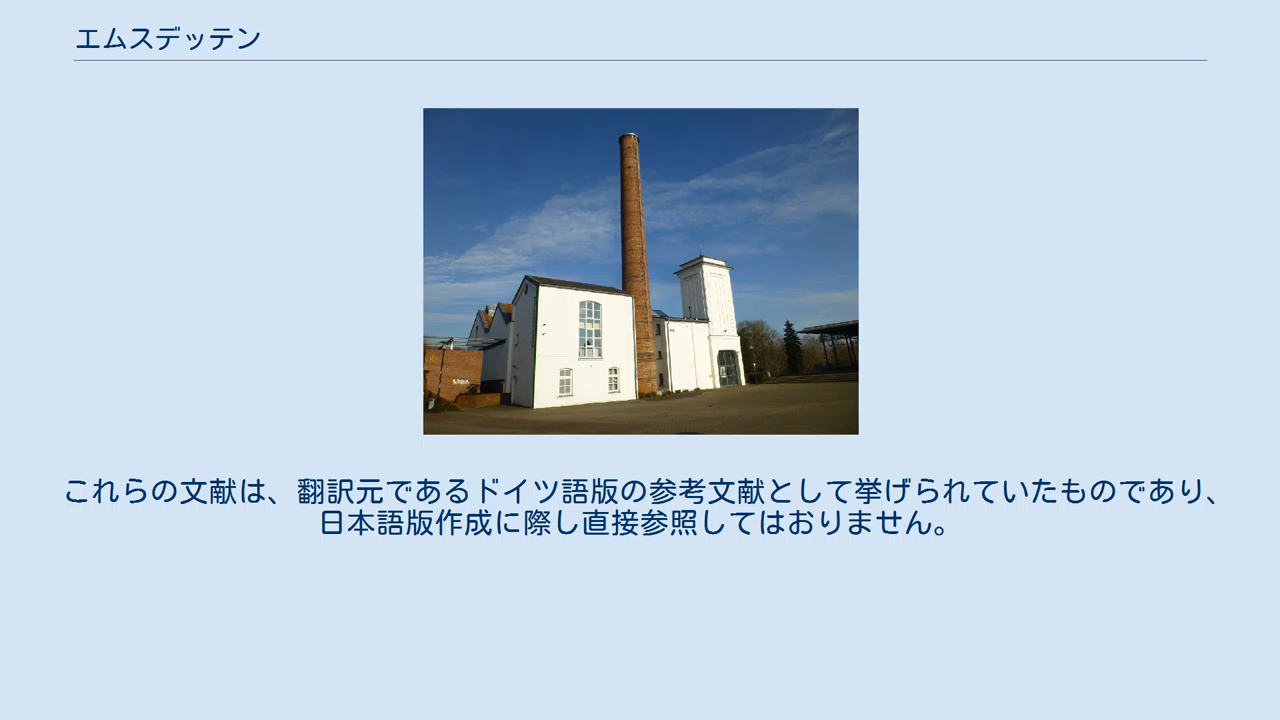 エムスデッテン
これらの文献は、翻訳元であるドイツ語版の参考文献として挙げられていたものであり、
日本語版作成に際し直接参照してはおりません。